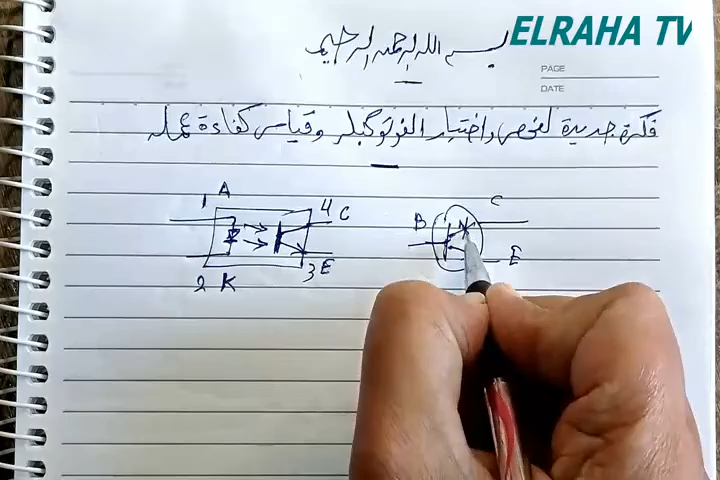 ELRAHA TV
بسم الله الرحمن الرحيم
PAGE
DATE
فكرة جديدة لفحص واختبار الفوتوكبلر وقياس كفاءة عمله
1 A
4 C
2 K
3 E
B
C
E